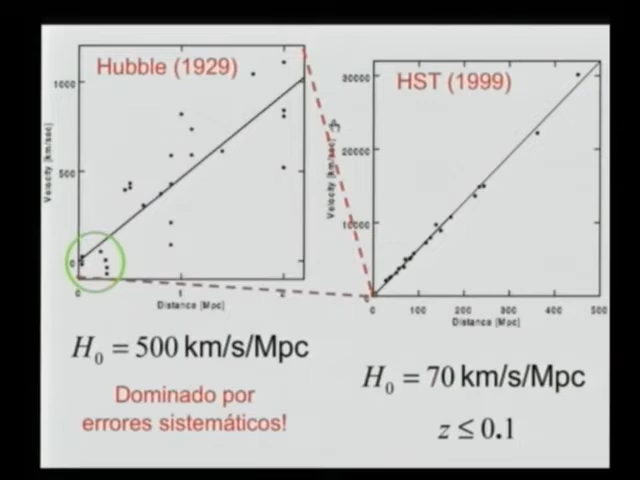 Hubble (1929)
1000
500
0
Velocity [km/sec]
0
1
2
Distance [Mpc]
H₀ = 500 km/s/Mpc
Dominado por
errores sistemáticos!
HST (1999)
30000
20000
10000
0
Velocity [km/sec]
0
100
200
300
400
500
Distance [Mpc]
H₀ = 70 km/s/Mpc
z ≤ 0.1